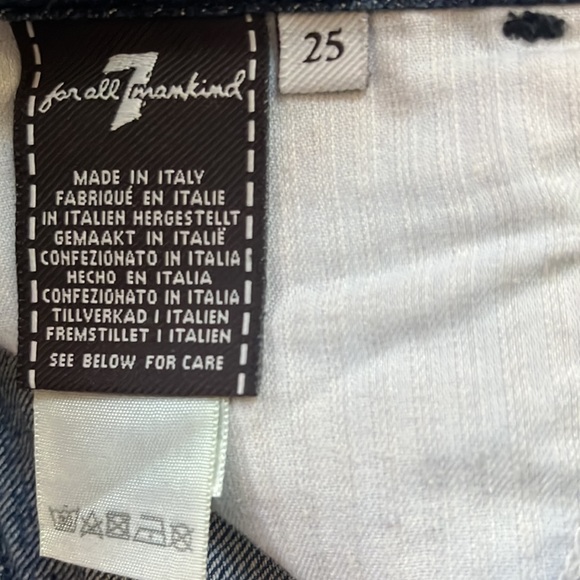 7
for all mankind
25
MADE IN ITALY
FABRIQUÉ EN ITALIE
IN ITALIEN HERGESTELLT
GEMAAKT IN ITALIË
CONFEZIONATO IN ITALIA
HECHO EN ITALIA
CONFEZIONATO IN ITALIA
TILLVERKAD I ITALIEN
FREMSTILLET I ITALIEN
SEE BELOW FOR CARE